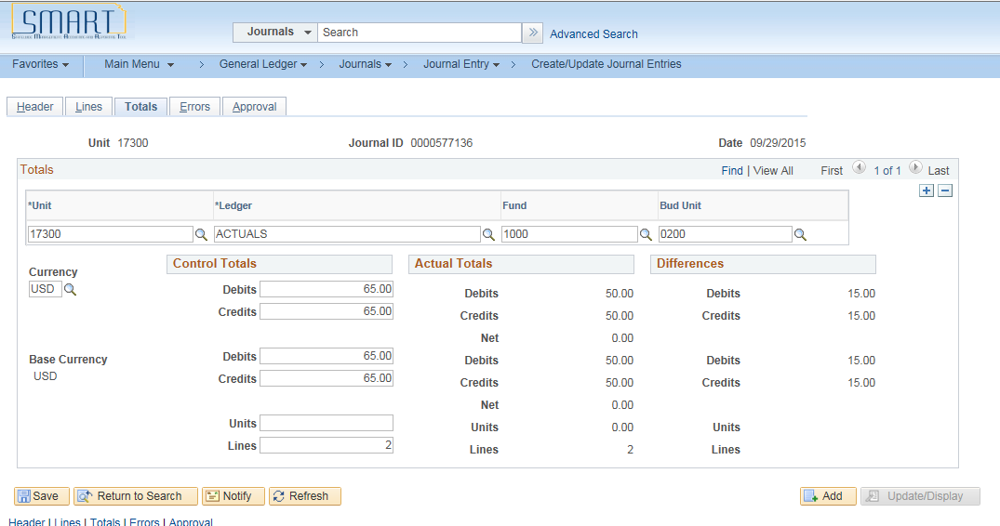 SMART
Journals Search Advanced Search
Favorites Main Menu > General Ledger > Journals > Journal Entry > Create/Update Journal Entries
Header Lines Totals Errors Approval
Unit 17300 Journal ID 0000577136 Date 09/29/2015
Totals Find | View All First 1 of 1 Last
*Unit *Ledger Fund Bud Unit
17300 ACTUALS 1000 0200
Control Totals Actual Totals Differences
Currency
USD
Debits 65.00 Debits 50.00 Debits 15.00
Credits 65.00 Credits 50.00 Credits 15.00
Net 0.00
Base Currency Debits 65.00 Debits 50.00 Debits 15.00
USD Credits 65.00 Credits 50.00 Credits 15.00
Net 0.00
Units Units 0.00 Units
Lines 2 Lines 2 Lines
Save Return to Search Notify Refresh Add Update/Display
Header | Lines | Totals | Errors | Approval